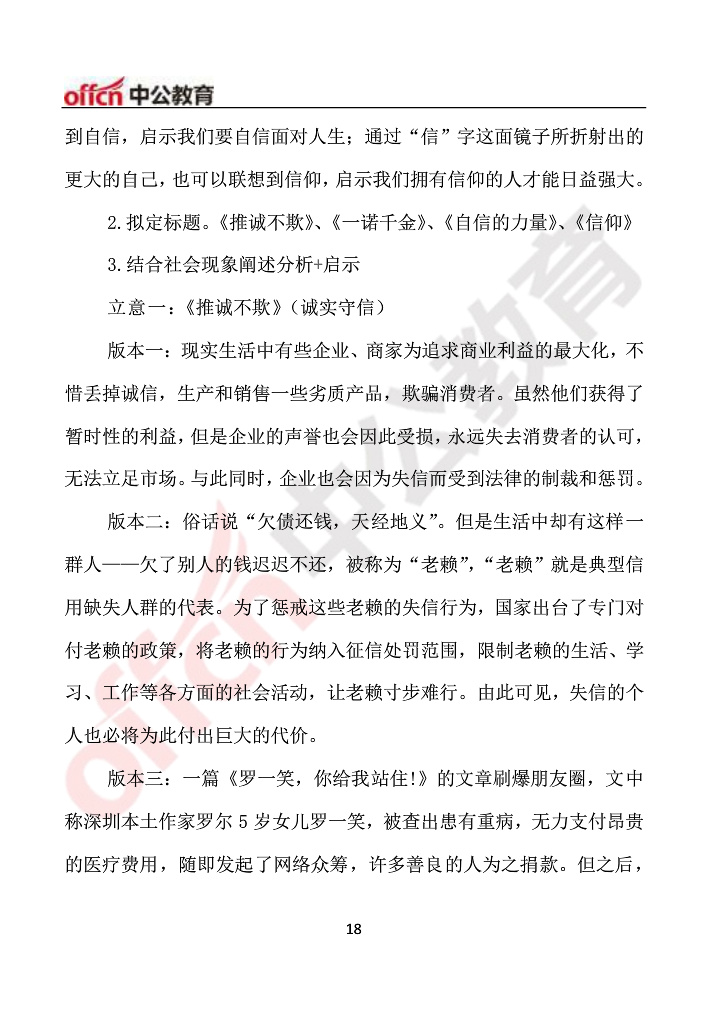 offcn 中公教育
到自信，启示我们要自信面对人生；通过“信”字这面镜子所折射出的
更大的自己，也可以联想到信仰，启示我们拥有信仰的人才能日益强大。
2.拟定标题。《推诚不欺》、《一诺千金》、《自信的力量》、《信仰》
3.结合社会现象阐述分析+启示
立意一：《推诚不欺》（诚实守信）
版本一：现实生活中有些企业、商家为追求商业利益的最大化，不
惜丢掉诚信，生产和销售一些劣质产品，欺骗消费者。虽然他们获得了
暂时性的利益，但是企业的声誉也会因此受损，永远失去消费者的认可，
无法立足市场。与此同时，企业也会因为失信而受到法律的制裁和惩罚。
版本二：俗话说“欠债还钱，天经地义”。但是生活中却有这样一
群人——欠了别人的钱迟迟不还，被称为“老赖”，“老赖”就是典型信
用缺失人群的代表。为了惩戒这些老赖的失信行为，国家出台了专门对
付老赖的政策，将老赖的行为纳入征信处罚范围，限制老赖的生活、学
习、工作等各方面的社会活动，让老赖寸步难行。由此可见，失信的个
人也必将为此付出巨大的代价。
版本三：一篇《罗一笑，你给我站住!》的文章刷爆朋友圈，文中
称深圳本土作家罗尔 5 岁女儿罗一笑，被查出患有重病，无力支付昂贵
的医疗费用，随即发起了网络众筹，许多善良的人为之捐款。但之后，
18
offcn 中公教育